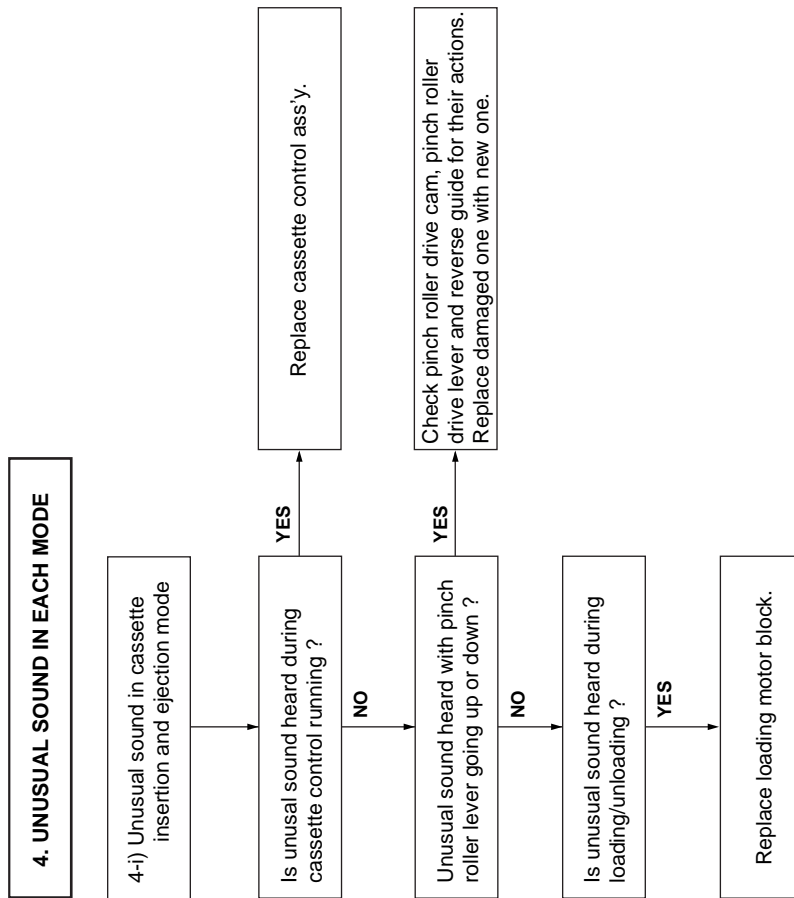 4. UNUSUAL SOUND IN EACH MODE
4-i) Unusual sound in cassette
insertion and ejection mode
Is unusual sound heard during
cassette control running ?
YES
Replace cassette control ass'y.
NO
Unusual sound heard with pinch
roller lever going up or down ?
YES
Check pinch roller drive cam, pinch roller
drive lever and reverse guide for their actions.
Replace damaged one with new one.
NO
Is unusual sound heard during
loading/unloading ?
YES
Replace loading motor block.